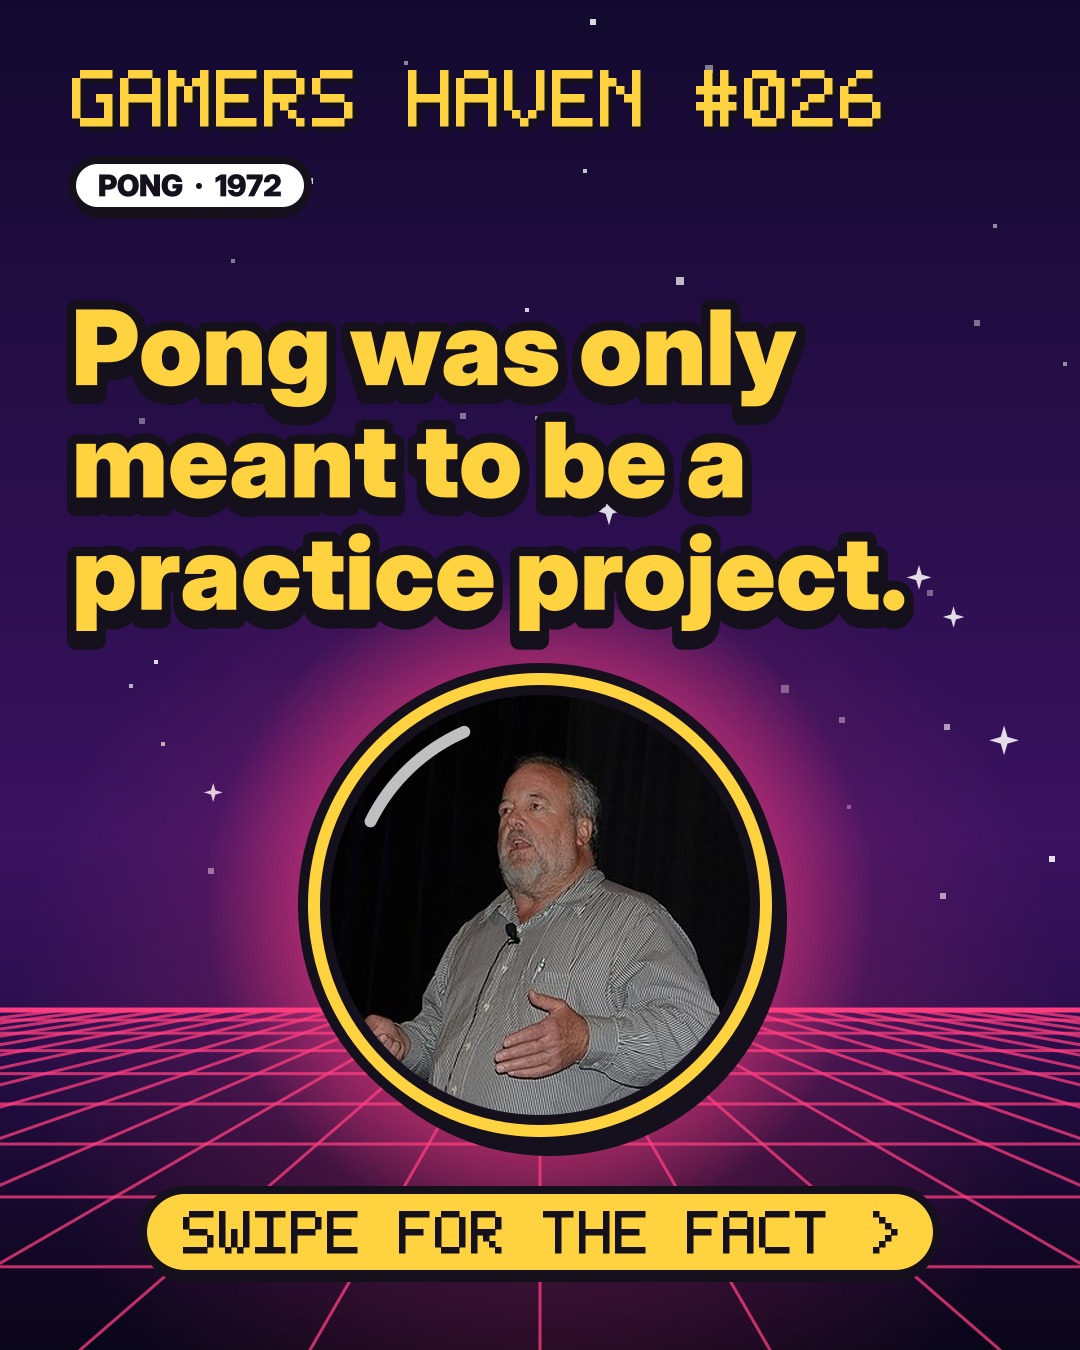 GAMERS HAVEN #026
PONG · 1972
Pong was only
meant to be a
practice project.
SWIPE FOR THE FACT >